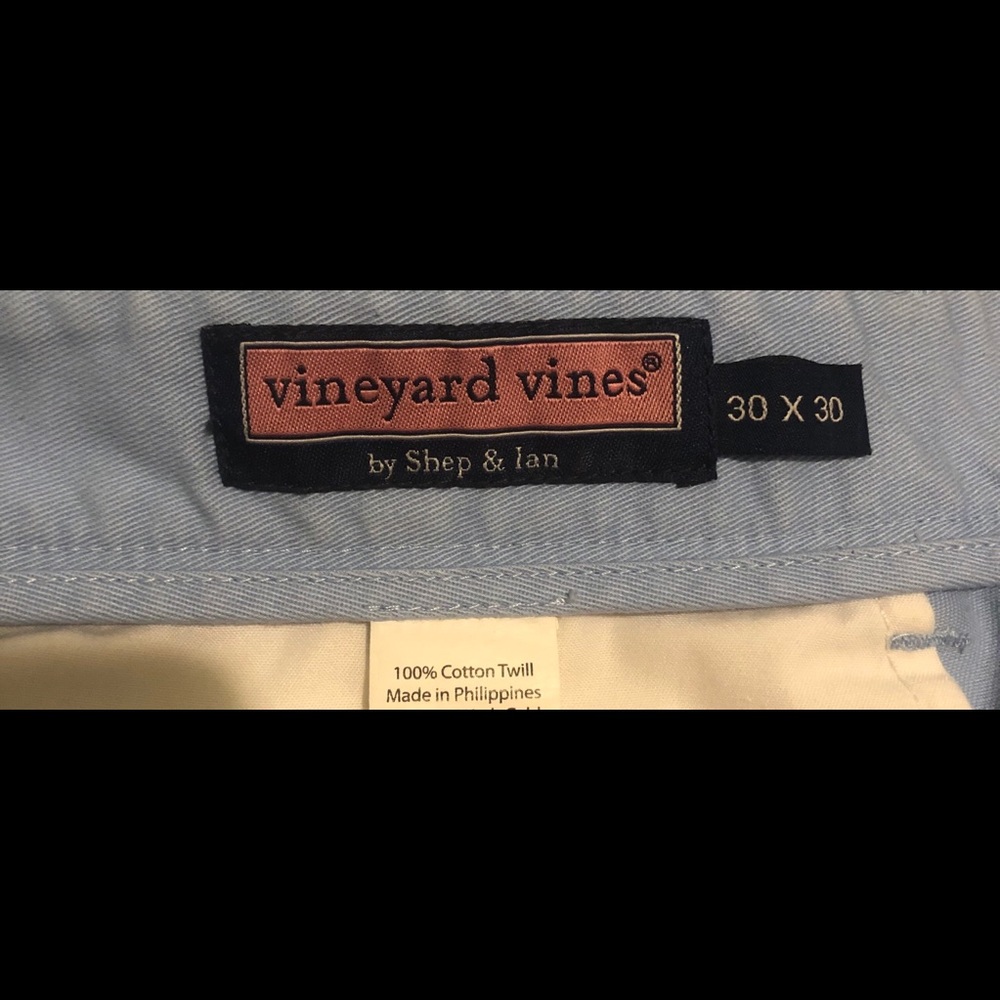 vineyard vines®
by Shep & Ian
30 X 30
100% Cotton Twill
Made in Philippines